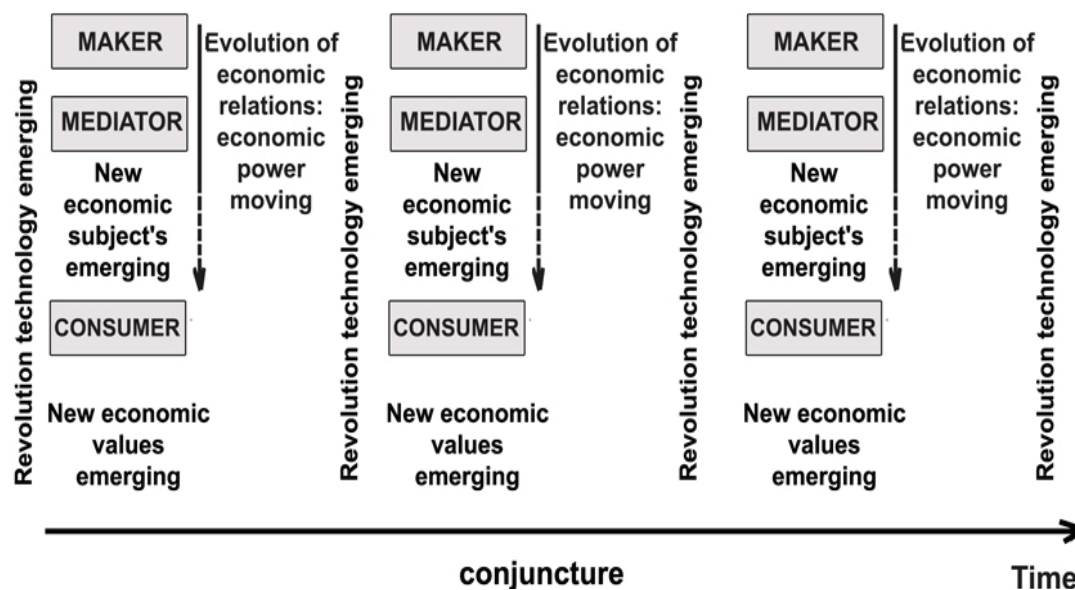 Revolution technology emerging
MAKER
MEDIATOR
New
economic
subject's
emerging
CONSUMER
New economic
values
emerging
Evolution of
economic
relations:
economic
power
moving
Revolution technology emerging
MAKER
MEDIATOR
New
economic
subject's
emerging
CONSUMER
New economic
values
emerging
Evolution of
economic
relations:
economic
power
moving
Revolution technology emerging
MAKER
MEDIATOR
New
economic
subject's
emerging
CONSUMER
New economic
values
emerging
Evolution of
economic
relations:
economic
power
moving
Revolution technology emerging
conjuncture
Time